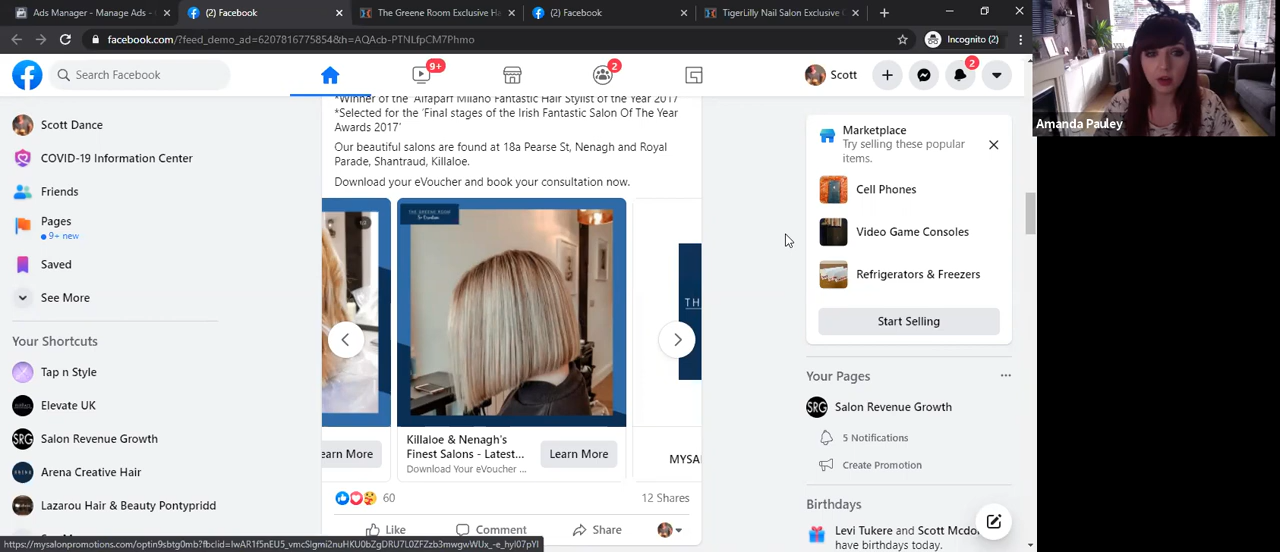 Ads Manager - Manage Ads -
(2) Facebook
The Greene Room Exclusive Ha
(2) Facebook
TigerLilly Nail Salon Exclusive
facebook.com/?feed_demo_ad=6207816775854&h=AQAcb-PTNLfpCM7Phmo
Incognito (2)
Search Facebook
9+
2
Scott
2
Scott Dance
COVID-19 Information Center
Friends
Pages
9+ new
Saved
See More
Your Shortcuts
Tap n Style
Elevate UK
SRG
Salon Revenue Growth
Arena Creative Hair
Lazarou Hair & Beauty Pontypridd
*Winner of the 'Alfaparf Milano Fantastic Hair Stylist of the Year 2017'
*Selected for the 'Final stages of the Irish Fantastic Salon Of The Year
Awards 2017'
Our beautiful salons are found at 18a Pearse St, Nenagh and Royal
Parade, Shantraud, Killaloe.
Download your eVoucher and book your consultation now.
THE GREENE ROOM
TH
earn More
Killaloe & Nenagh's
Finest Salons - Latest...
Download Your eVoucher ...
Learn More
MYSA
60
12 Shares
Like
Comment
Share
Marketplace
Try selling these popular
items.
Cell Phones
Video Game Consoles
Refrigerators & Freezers
Start Selling
Your Pages
SRG
Salon Revenue Growth
5 Notifications
Create Promotion
Birthdays
Levi Tukere and Scott Mcdo
have birthdays today.
Amanda Pauley